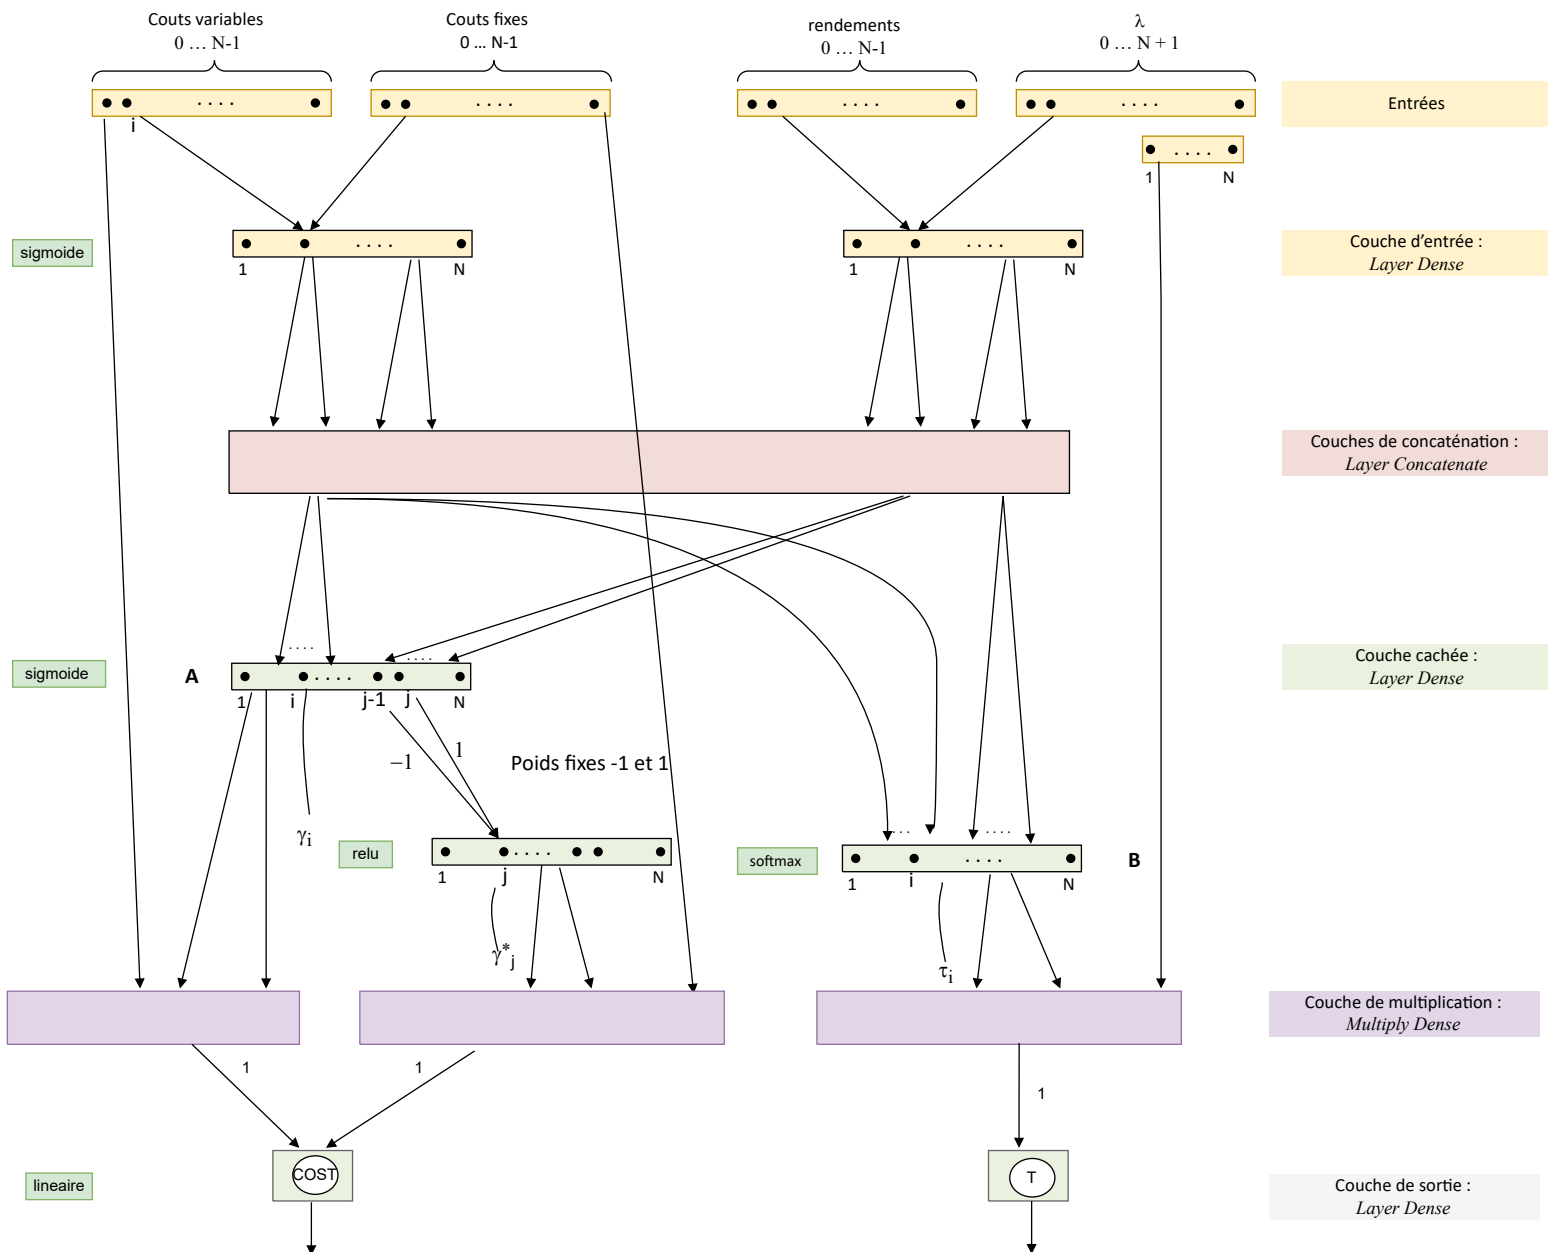 Couts variables
0 … N-1
Couts fixes
0 ... N-1
rendements
0 … N-1
λ
0 … N + 1
. . . .
. . . .
. . . .
. . . .
Entrées
i
. . . .
1 N
sigmoide
. . . .
1 N
. . . .
1 N
Couche d'entrée :
Layer Dense
Couches de concaténation :
Layer Concatenate
. . . .
. . . .
sigmoide
A
. . . .
1 i j-1 j N
Couche cachée :
Layer Dense
−1
1
Poids fixes -1 et 1
γi
relu
. . . .
1 j N
. . .
. . . .
softmax
. . . .
B
1 i N
γ*j
τi
Couche de multiplication :
Multiply Dense
1
1
1
lineaire
COST
T
Couche de sortie :
Layer Dense